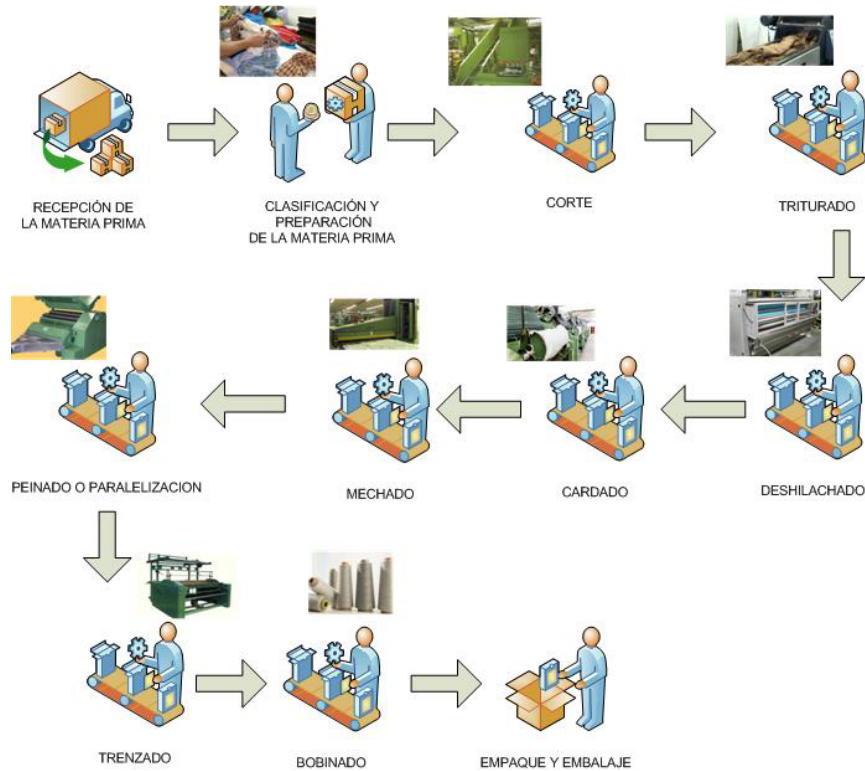 RECEPCIÓN DE
LA MATERIA PRIMA
CLASIFICACIÓN Y
PREPARACIÓN
DE LA MATERIA PRIMA
CORTE
TRITURADO
DESHILACHADO
CARDADO
MECHADO
PEINADO O PARALELIZACION
TRENZADO
BOBINADO
EMPAQUE Y EMBALAJE